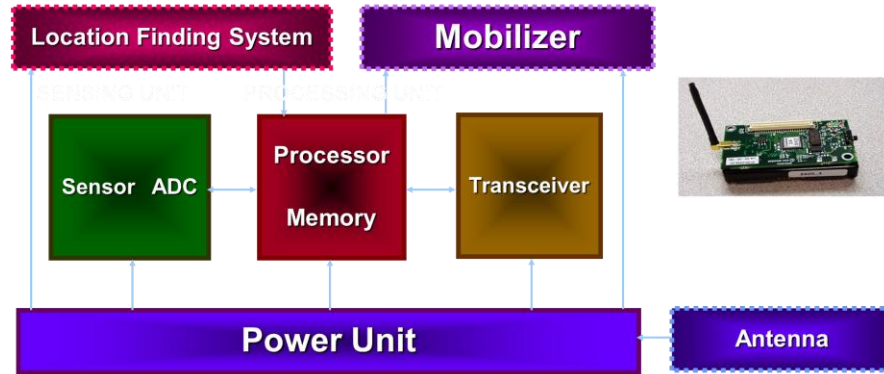 Location Finding System
Mobilizer
SENSING UNIT
PROCESSING UNIT
Sensor ADC
Processor
Memory
Transceiver
Power Unit
Antenna